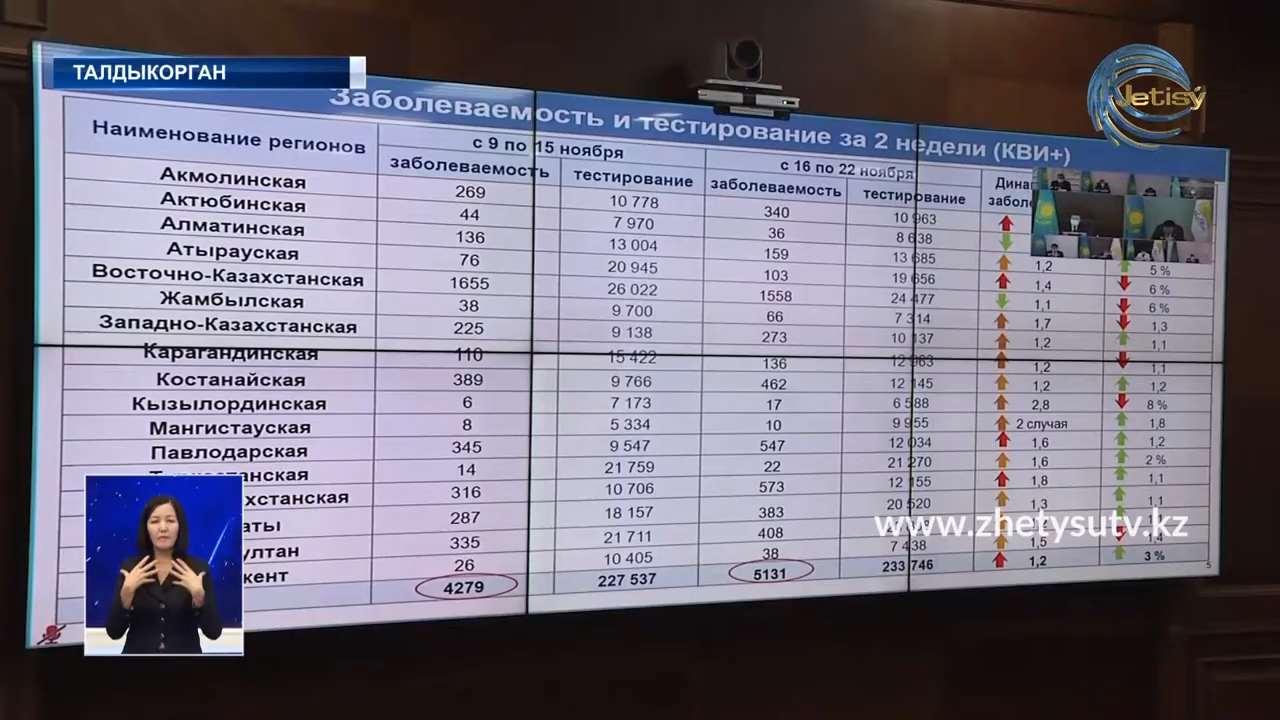 ТАЛДЫКОРГАН
Jetisý
Заболеваемость и тестирование за 2 недели (КВИ+)
Наименование регионов с 9 по 15 ноября с 16 по 22 ноября
заболеваемость тестирование заболеваемость тестирование
Акмолинская 269 10 778 340 10 963
Актюбинская 44 7 970 36 8 638
Алматинская 136 13 004 159 13 685 1,2 5 %
Атырауская 76 20 945 103 19 656 1,4 6 %
Восточно-Казахстанская 1655 26 022 1558 24 477 1,1 6 %
Жамбылская 38 9 700 66 7 314 1,7 1,3
Западно-Казахстанская 225 9 138 273 10 137 1,2 1,1
Карагандинская 110 15 422 136 12 963 1,2 1,1
Костанайская 389 9 766 462 12 145 1,2 1,2
Кызылординская 6 7 173 17 6 588 2,8 8 %
Мангистауская 8 5 334 10 9 955 2 случая 1,8
Павлодарская 345 9 547 547 12 034 1,6 1,2
14 21 759 22 21 270 1,6 2 %
316 10 706 573 12 155 1,8 1,1
287 18 157 383 20 520 1,3 1,1
335 21 711 408
26 10 405 38 7 438 1,5 1,4
4279 227 537 5131 233 746 1,2 3 %
www.zhetysutv.kz
5